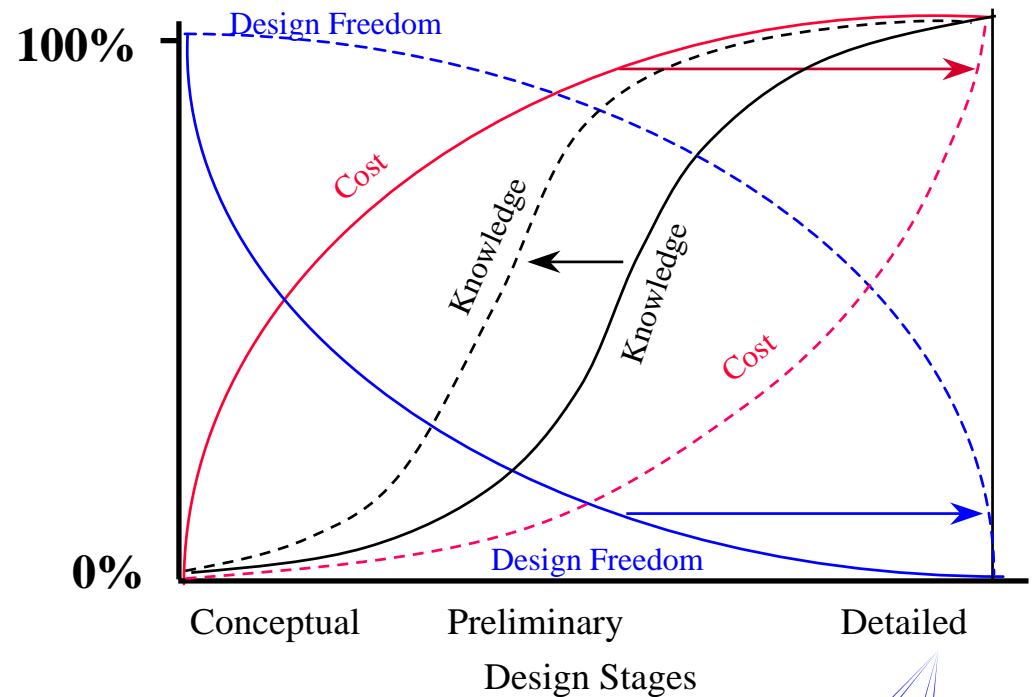 Design Freedom
100%
Cost
Knowledge
Knowledge
Cost
Design Freedom
0%
Conceptual Preliminary Detailed
Design Stages